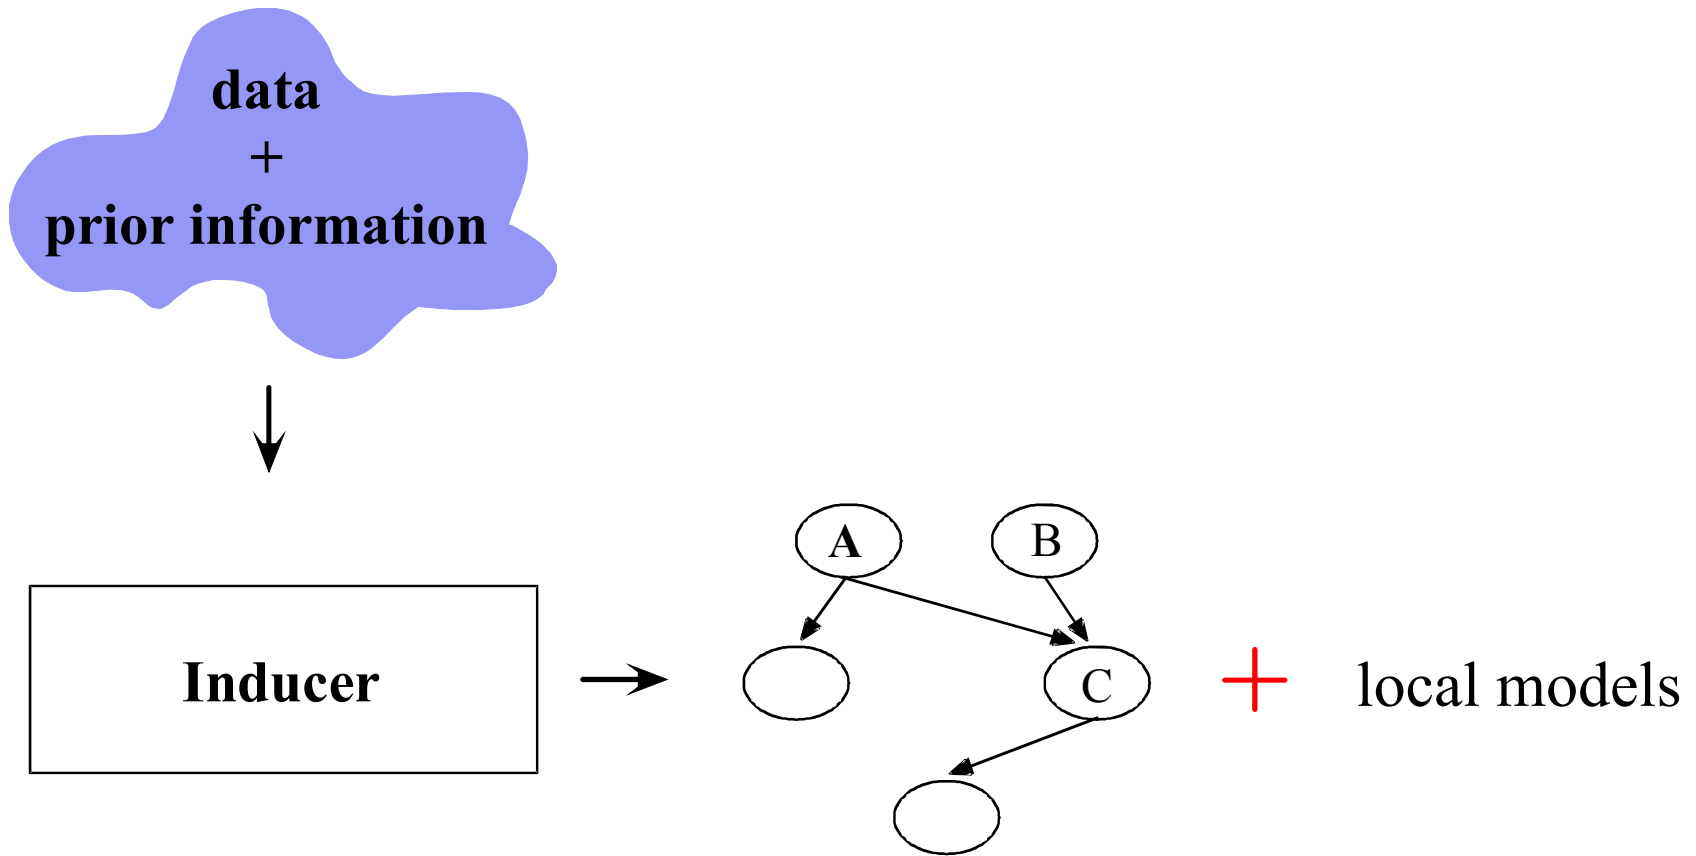 data
+
prior information
A
B
Inducer
C
+
local models